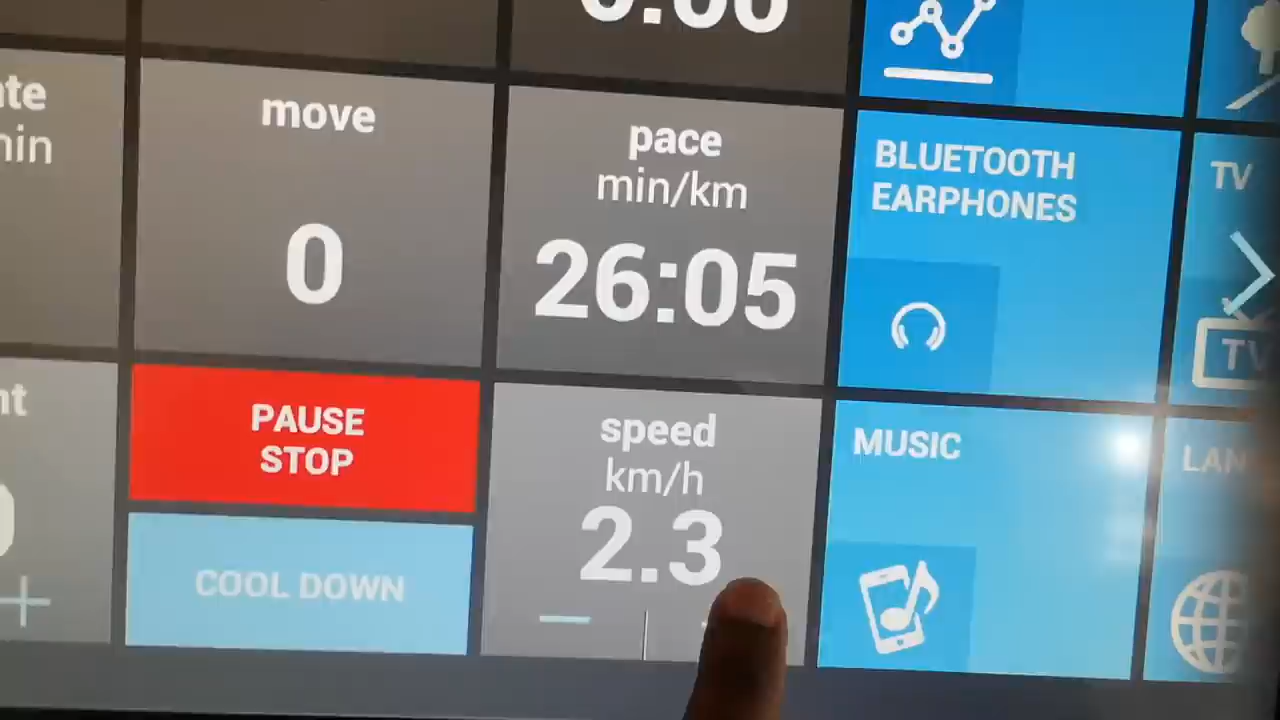 0:00
move
0
pace
min/km
26:05
BLUETOOTH
EARPHONES
TV
TV
PAUSE
STOP
COOL DOWN
speed
km/h
2.3
MUSIC